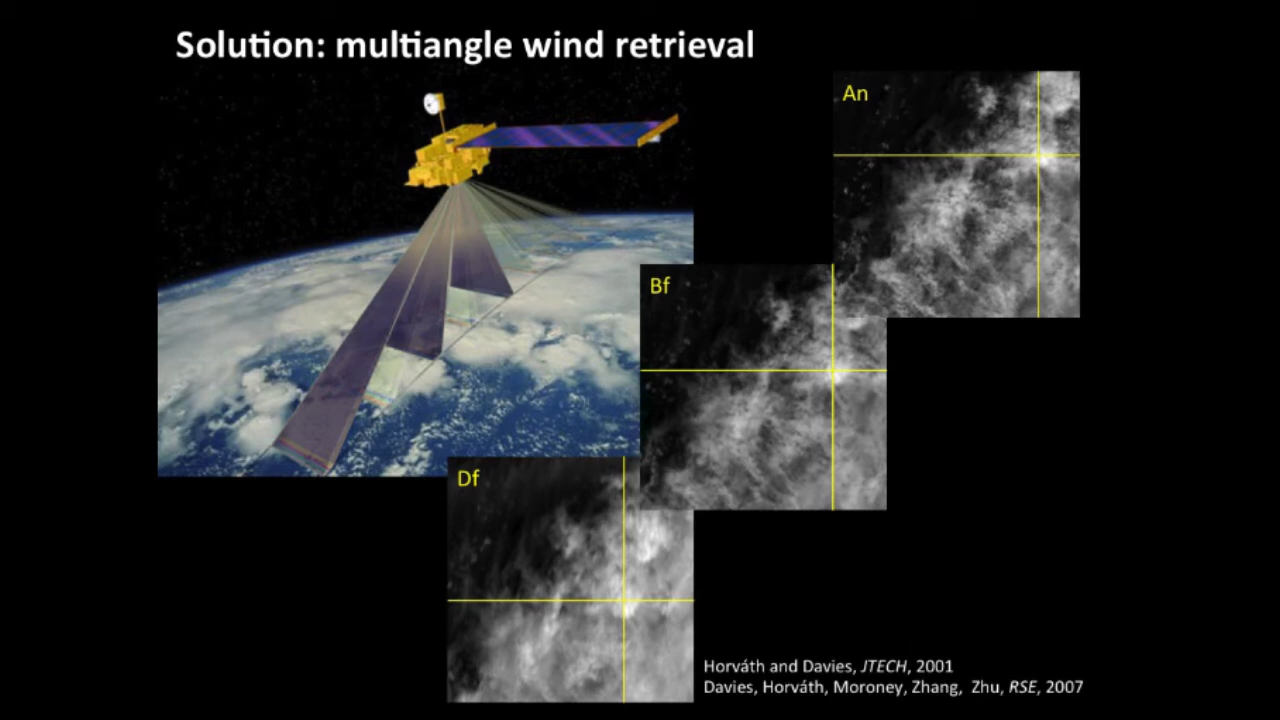 Solution: multiangle wind retrieval
An
Bf
Df
Horváth and Davies, JTECH, 2001
Davies, Horváth, Moroney, Zhang, Zhu, RSE, 2007